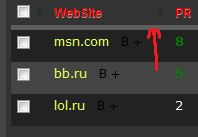 WebSite PR
msn.com B + 8
bb.ru B + 5
lol.ru B + 2